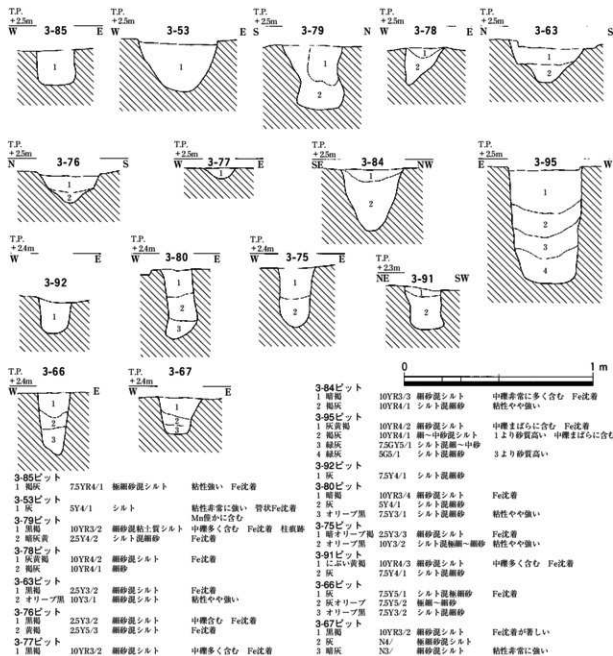 T.P. T.P. T.P. T.P. T.P.
+2.5m +2.5m +2.5m +2.5m +2.5m
W 3-85 E W 3-53 E S 3-79 N W 3-78 E N 3-63 S
1 1 1 2 1 2 1 2
T.P. T.P. T.P. T.P.
+2.5m +2.5m +2.5m +2.5m
N 3-76 S W 3-77 E SE 3-84 NW E 3-95 W
1 2 1 1 2 1 2 3 4
T.P. T.P. T.P. T.P.
+2.4m +2.4m +2.4m +2.3m
W 3-92 E W 3-80 E W 3-75 E NE 3-91 SW
1 1 2 3 1 2 1 2
T.P. T.P.
+2.4m +2.4m
W 3-66 E W 3-67 E
1 2 3 1 2 3
0 1 m
3-85ピット
1 褐灰 7.5YR4/1 極細砂混シルト 粘性強い Fe沈着
3-53ピット
1 灰 5Y4/1 シルト 粘性非常に強い 管状Fe沈着
Mn僅かに含む
3-79ピット
1 黒褐 10YR3/2 細砂混粘土質シルト 中礫多く含む Fe沈着 柱痕跡
2 暗灰黄 2.5Y4/2 シルト混細砂 Fe沈着
3-78ピット
1 灰黄褐 10YR4/2 細砂混シルト Fe沈着
2 褐灰 10YR4/1 細砂
3-63ピット
1 黒褐 2.5Y3/2 細砂混シルト Fe沈着
2 オリーブ黒 10Y3/1 細砂混シルト 粘性やや強い
3-76ピット
1 黒褐 2.5Y3/2 細砂混シルト 中礫含む Fe沈着
2 黄褐 2.5Y5/3 細砂混シルト Fe沈着
3-77ピット
1 黒褐 10YR3/2 細砂混シルト 中礫多く含む Fe沈着
3-84ピット
1 暗褐 10YR3/3 細砂混シルト 中礫非常に多く含む Fe沈着
2 褐灰 10YR4/1 シルト混細砂 粘性やや強い
3-95ピット
1 灰黄褐 10YR4/2 細砂混シルト 中礫まばらに含む Fe沈着
2 褐灰 10YR4/1 細～中砂混シルト 1より砂質高い 中礫まばらに含む
3 緑灰 7.5GY5/1 シルト混細～中砂
4 緑灰 5G5/1 シルト混細砂 3より砂質高い
3-92ピット
1 灰 7.5Y4/1 シルト混細砂
3-80ピット
1 暗褐 10YR3/4 細砂混シルト Fe沈着
2 灰 5Y4/1 シルト混細砂
3 オリーブ黒 7.5Y3/1 シルト混細砂 粘性やや強い
3-75ピット
1 暗オリーブ褐 2.5Y3/3 細砂混シルト Fe沈着
2 オリーブ黒 10Y3/2 シルト混極細～細砂 粘性やや強い
3-91ピット
1 にぶい黄褐 10YR4/3 細砂混シルト 中礫多く含む Fe沈着
2 灰 7.5Y4/1 シルト混細砂
3-66ピット
1 灰 7.5Y5/1 シルト混極細砂 Fe沈着
2 灰オリーブ 7.5Y5/2 極細～細砂
3 オリーブ黒 7.5Y3/2 シルト混細砂
3-67ピット
1 黒褐 10YR3/2 細砂混シルト Fe沈着が著しい
2 灰 N4/ 極細砂混シルト
3 暗灰 N3/ 細砂混シルト 粘性非常に強い